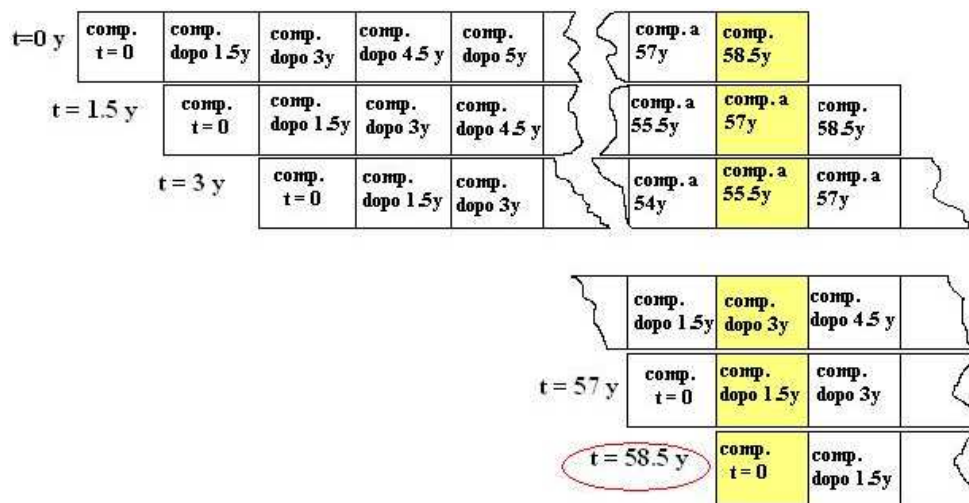 t=0 y
comp.
t = 0
comp.
dopo 1.5y
comp.
dopo 3y
comp.
dopo 4.5 y
comp.
dopo 5y
comp. a
57y
comp.
58.5y
t = 1.5 y
comp.
t = 0
comp.
dopo 1.5y
comp.
dopo 3y
comp.
dopo 4.5 y
comp. a
55.5y
comp. a
57y
comp.
58.5y
t = 3 y
comp.
t = 0
comp.
dopo 1.5y
comp.
dopo 3y
comp. a
54y
comp. a
55.5y
comp. a
57y
comp.
dopo 1.5y
comp.
dopo 3y
comp.
dopo 4.5 y
t = 57 y
comp.
t = 0
comp.
dopo 1.5y
comp.
dopo 3y
t = 58.5 y
comp.
t = 0
comp.
dopo 1.5y